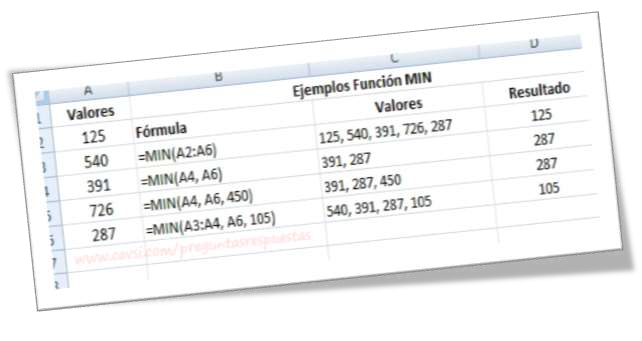 A B C D
Ejemplos Función MIN
1 Valores Fórmula Valores Resultado
2 125 =MIN(A2:A6) 125, 540, 391, 726, 287 125
3 540 =MIN(A4, A6) 391, 287 287
4 391 =MIN(A4, A6, 450) 391, 287, 450 287
5 726 =MIN(A3:A4, A6, 105) 540, 391, 287, 105 105
6 287
7
8
www.cavsi.com/preguntasrespuestas